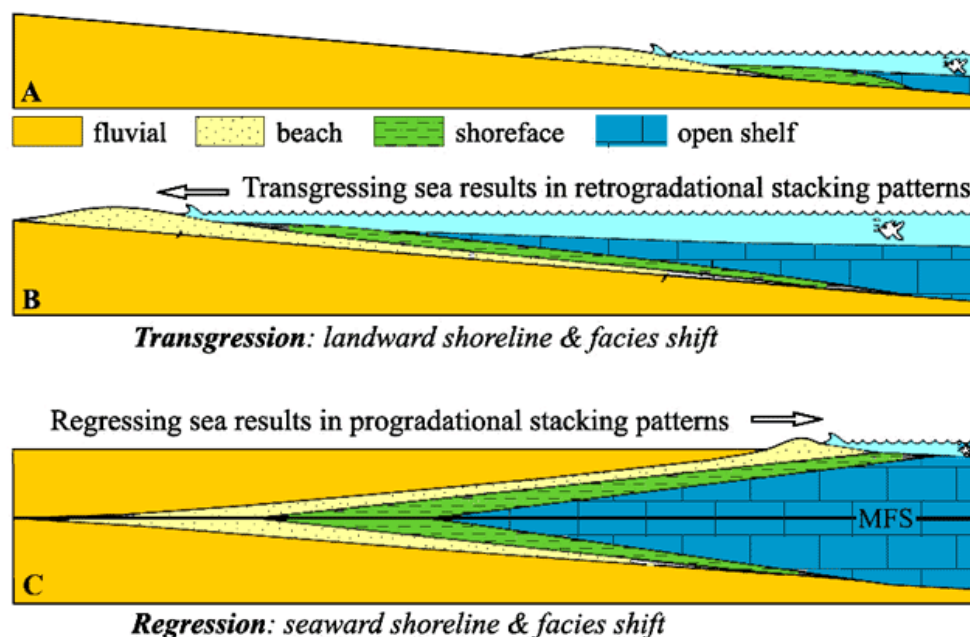 A
fluvial beach shoreface open shelf
Transgressing sea results in retrogradational stacking patterns
B
Transgression: landward shoreline & facies shift
Regressing sea results in progradational stacking patterns
MFS
C
Regression: seaward shoreline & facies shift